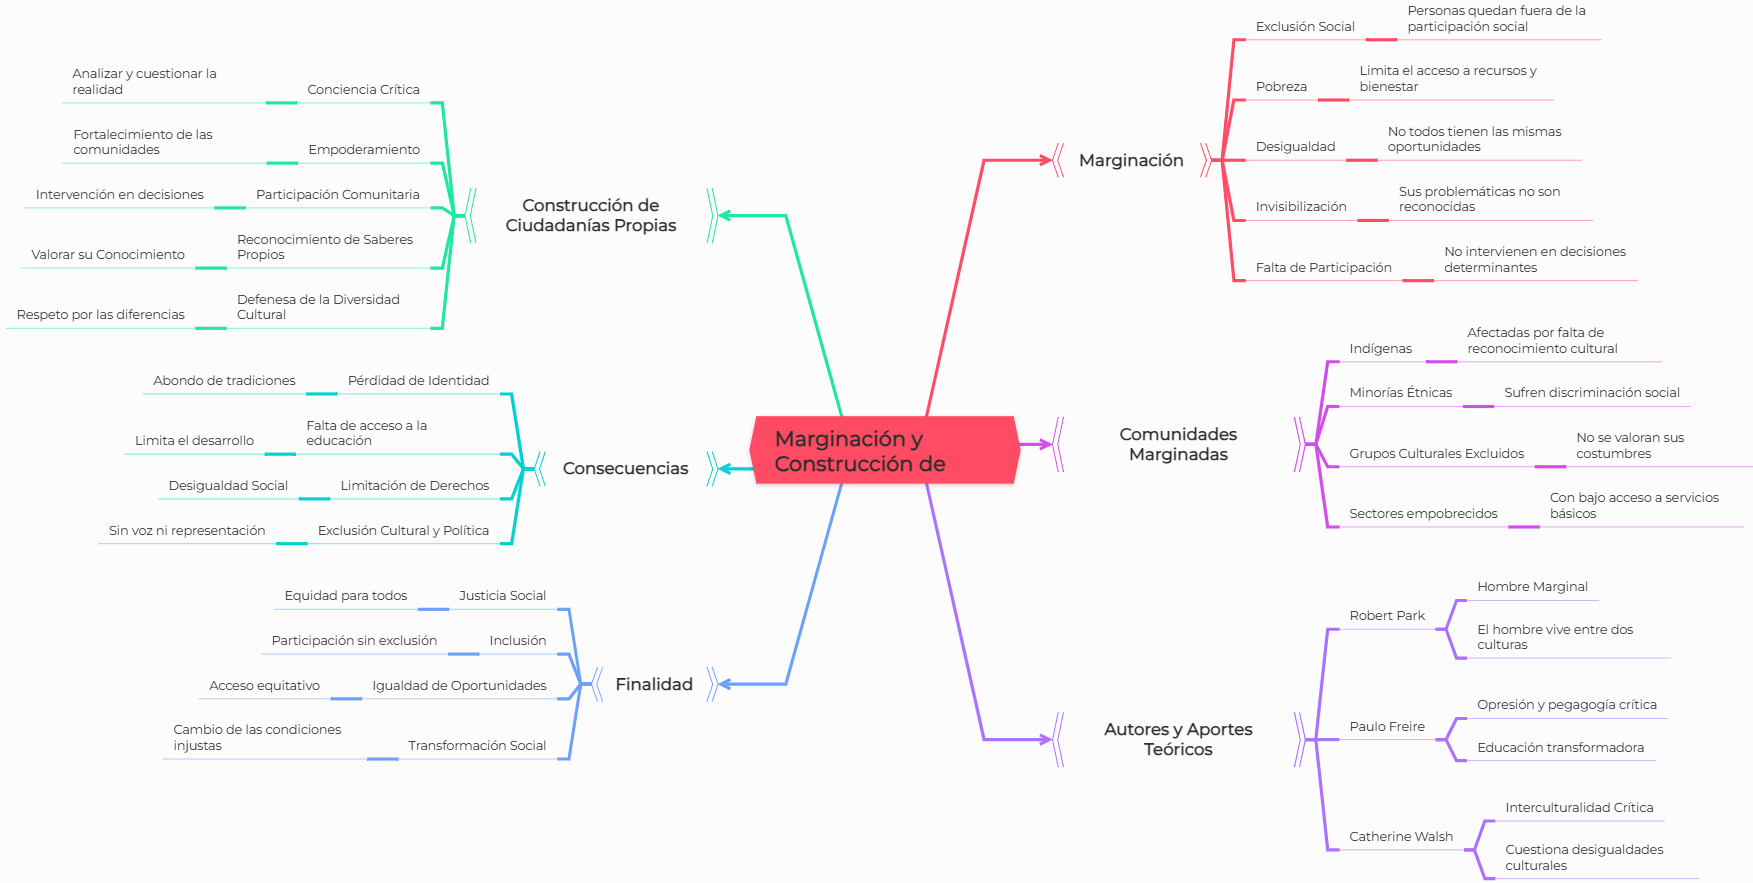 Marginación y
Construcción de
Marginación
Exclusión Social
Personas quedan fuera de la
participación social
Pobreza
Limita el acceso a recursos y
bienestar
Desigualdad
No todos tienen las mismas
oportunidades
Invisibilización
Sus problemáticas no son
reconocidas
Falta de Participación
No intervienen en decisiones
determinantes
Comunidades
Marginadas
Indígenas
Afectadas por falta de
reconocimiento cultural
Minorías Étnicas
Sufren discriminación social
Grupos Culturales Excluidos
No se valoran sus
costumbres
Sectores empobrecidos
Con bajo acceso a servicios
básicos
Autores y Aportes
Teóricos
Robert Park
Hombre Marginal
El hombre vive entre dos
culturas
Paulo Freire
Opresión y pegagogía crítica
Educación transformadora
Catherine Walsh
Interculturalidad Crítica
Cuestiona desigualdades
culturales
Construcción de
Ciudadanías Propias
Conciencia Crítica
Analizar y cuestionar la
realidad
Empoderamiento
Fortalecimiento de las
comunidades
Participación Comunitaria
Intervención en decisiones
Reconocimiento de Saberes
Propios
Valorar su Conocimiento
Defenesa de la Diversidad
Cultural
Respeto por las diferencias
Consecuencias
Pérdidad de Identidad
Abondo de tradiciones
Falta de acceso a la
educación
Limita el desarrollo
Limitación de Derechos
Desigualdad Social
Exclusión Cultural y Política
Sin voz ni representación
Finalidad
Justicia Social
Equidad para todos
Inclusión
Participación sin exclusión
Igualdad de Oportunidades
Acceso equitativo
Transformación Social
Cambio de las condiciones
injustas